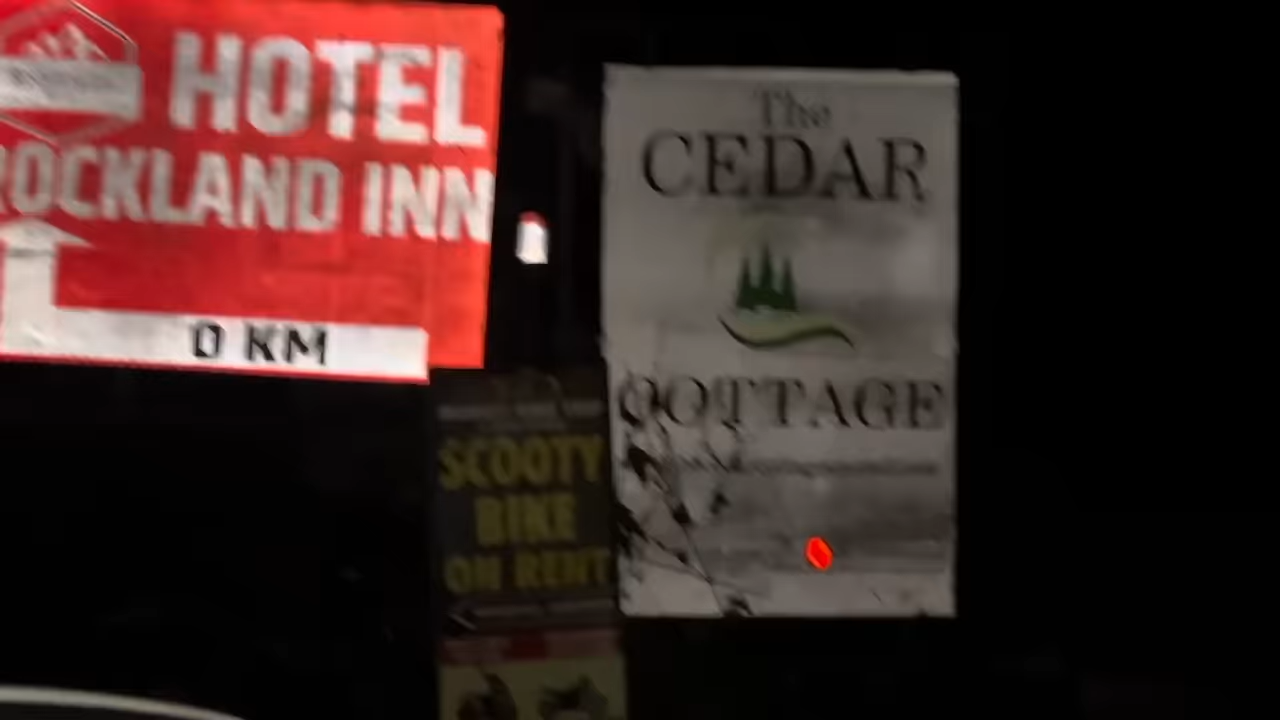 HOTEL
ROCKLAND INN
0 KM
The
CEDAR
COTTAGE
SCOOTY
BIKE
ON RENT